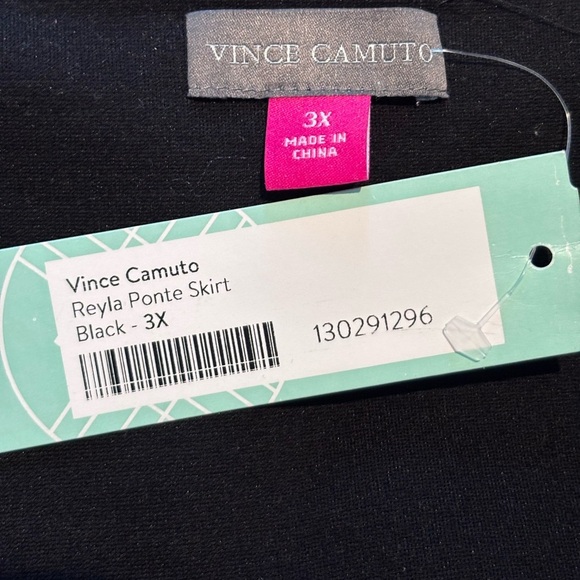 VINCE CAMUTO
3X
MADE IN
CHINA
Vince Camuto
Reyla Ponte Skirt
Black - 3X
130291296